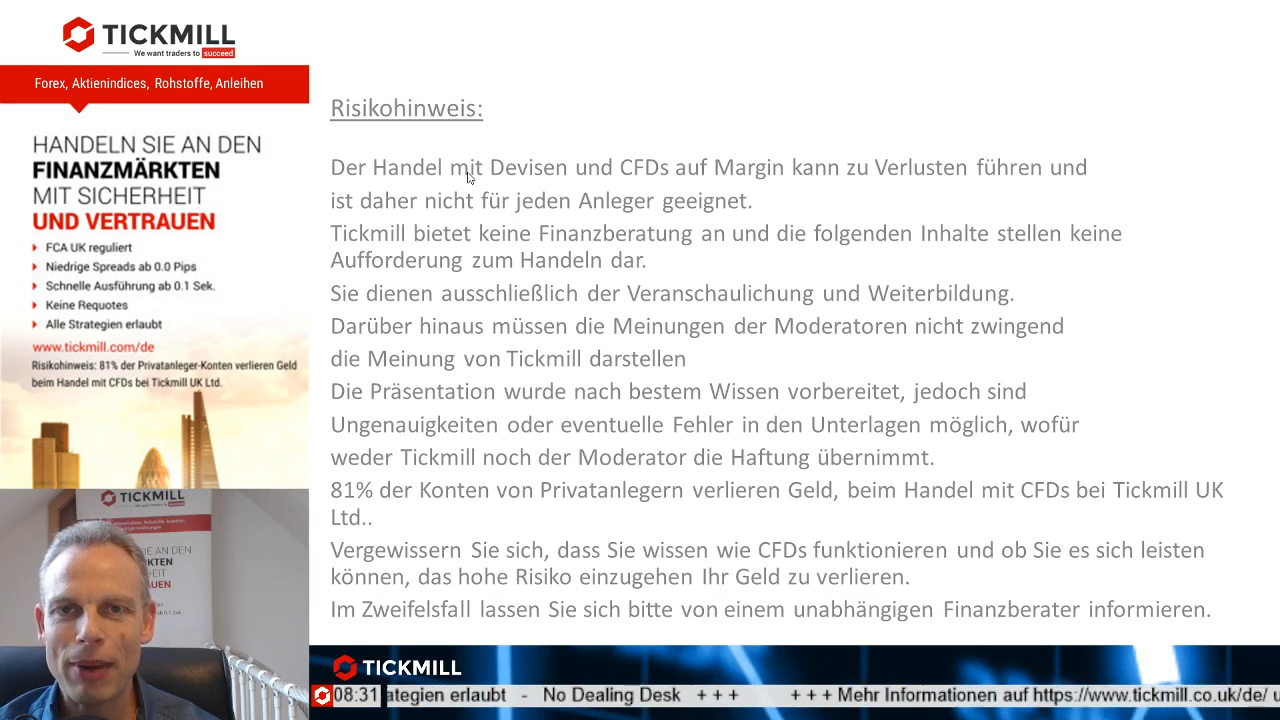 TICKMILL
We want traders to succeed
Forex, Aktienindices, Rohstoffe, Anleihen
HANDELN SIE AN DEN
FINANZMÄRKTEN
MIT SICHERHEIT
UND VERTRAUEN
FCA UK reguliert
Niedrige Spreads ab 0.0 Pips
Schnelle Ausführung ab 0.1 Sek.
Keine Requotes
Alle Strategien erlaubt
www.tickmill.com/de
Risikohinweis: 81% der Privatanleger-Konten verlieren Geld
beim Handel mit CFDs bei Tickmill UK Ltd.
Risikohinweis:
Der Handel mit Devisen und CFDs auf Margin kann zu Verlusten führen und
ist daher nicht für jeden Anleger geeignet.
Tickmill bietet keine Finanzberatung an und die folgenden Inhalte stellen keine
Aufforderung zum Handeln dar.
Sie dienen ausschließlich der Veranschaulichung und Weiterbildung.
Darüber hinaus müssen die Meinungen der Moderatoren nicht zwingend
die Meinung von Tickmill darstellen
Die Präsentation wurde nach bestem Wissen vorbereitet, jedoch sind
Ungenauigkeiten oder eventuelle Fehler in den Unterlagen möglich, wofür
weder Tickmill noch der Moderator die Haftung übernimmt.
81% der Konten von Privatanlegern verlieren Geld, beim Handel mit CFDs bei Tickmill UK
Ltd..
Vergewissern Sie sich, dass Sie wissen wie CFDs funktionieren und ob Sie es sich leisten
können, das hohe Risiko einzugehen Ihr Geld zu verlieren.
Im Zweifelsfall lassen Sie sich bitte von einem unabhängigen Finanzberater informieren.
TICKMILL
IE AN DEN
KTEN
EIT
AUEN
TICKMILL
08:31 ategien erlaubt - No Dealing Desk + + + + + + Mehr Informationen auf https://www.tickmill.co.uk/de/ u